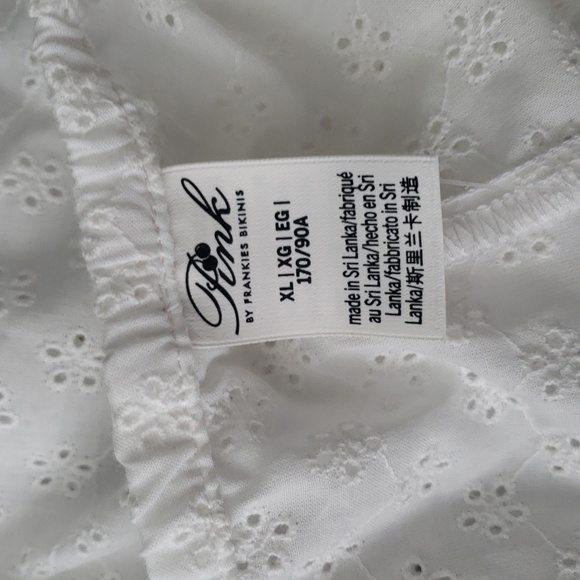 Pink
BY FRANKIES BIKINIS
XL | XG | EG |
170/90A
made in Sri Lanka/fabriqué
au Sri Lanka/hecho en Sri
Lanka/fabbricato in Sri
Lanka/斯里兰卡制造